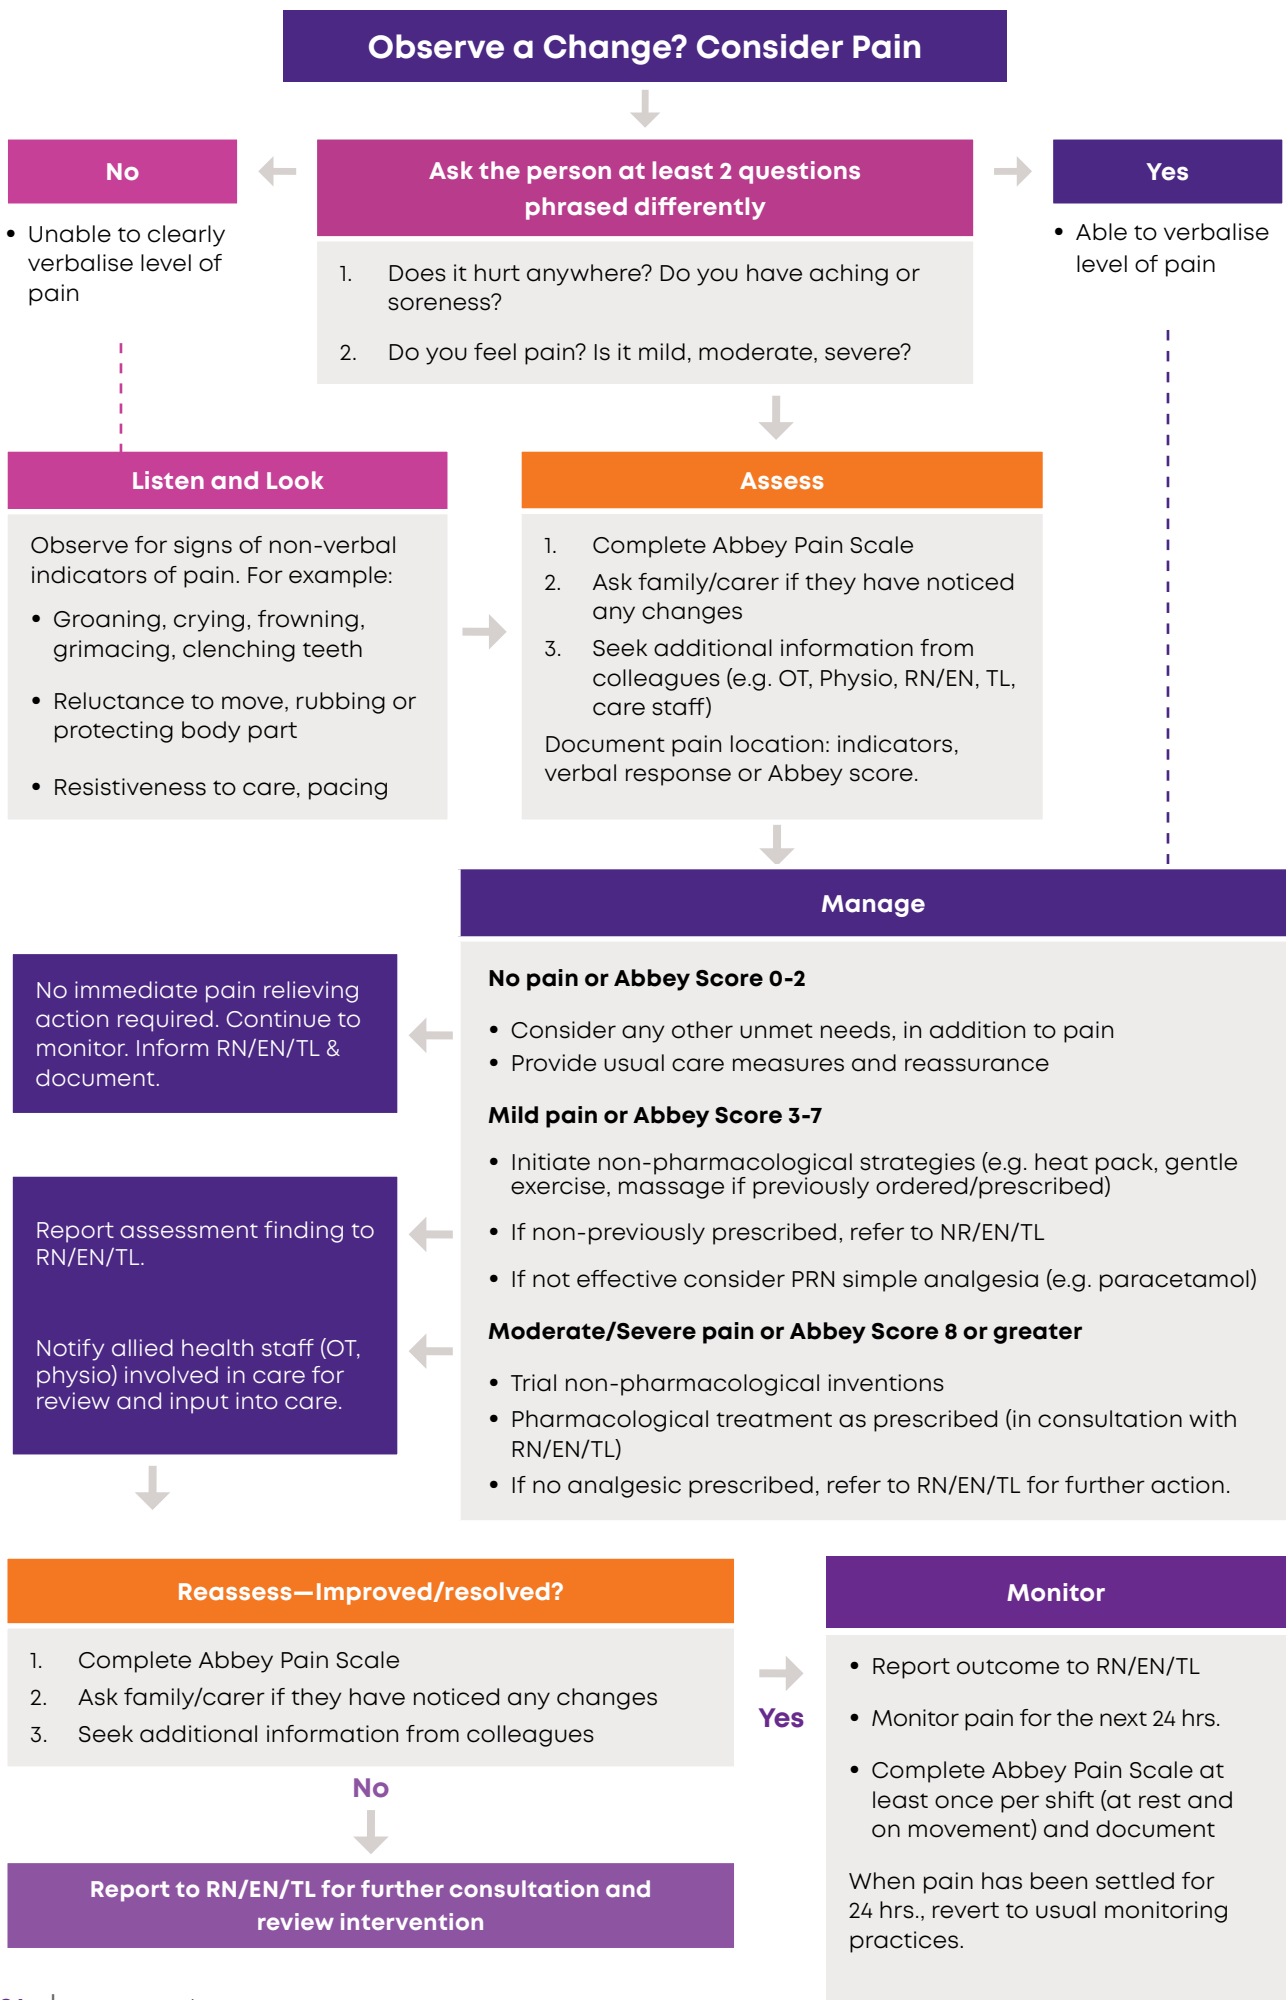 Observe a Change? Consider Pain
No
• Unable to clearly
verbalise level of
pain
Ask the person at least 2 questions
phrased differently
1. Does it hurt anywhere? Do you have aching or
soreness?
2. Do you feel pain? Is it mild, moderate, severe?
Yes
• Able to verbalise
level of pain
Listen and Look
Observe for signs of non-verbal
indicators of pain. For example:
• Groaning, crying, frowning,
grimacing, clenching teeth
• Reluctance to move, rubbing or
protecting body part
• Resistiveness to care, pacing
Assess
1. Complete Abbey Pain Scale
2. Ask family/carer if they have noticed
any changes
3. Seek additional information from
colleagues (e.g. OT, Physio, RN/EN, TL,
care staff)
Document pain location: indicators,
verbal response or Abbey score.
Manage
No pain or Abbey Score 0-2
• Consider any other unmet needs, in addition to pain
• Provide usual care measures and reassurance
Mild pain or Abbey Score 3-7
• Initiate non-pharmacological strategies (e.g. heat pack, gentle
exercise, massage if previously ordered/prescribed)
• If non-previously prescribed, refer to NR/EN/TL
• If not effective consider PRN simple analgesia (e.g. paracetamol)
Moderate/Severe pain or Abbey Score 8 or greater
• Trial non-pharmacological inventions
• Pharmacological treatment as prescribed (in consultation with
RN/EN/TL)
• If no analgesic prescribed, refer to RN/EN/TL for further action.
No immediate pain relieving
action required. Continue to
monitor. Inform RN/EN/TL &
document.
Report assessment finding to
RN/EN/TL.
Notify allied health staff (OT,
physio) involved in care for
review and input into care.
Reassess—Improved/resolved?
1. Complete Abbey Pain Scale
2. Ask family/carer if they have noticed any changes
3. Seek additional information from colleagues
Yes
No
Report to RN/EN/TL for further consultation and
review intervention
Monitor
• Report outcome to RN/EN/TL
• Monitor pain for the next 24 hrs.
• Complete Abbey Pain Scale at
least once per shift (at rest and
on movement) and document
When pain has been settled for
24 hrs., revert to usual monitoring
practices.